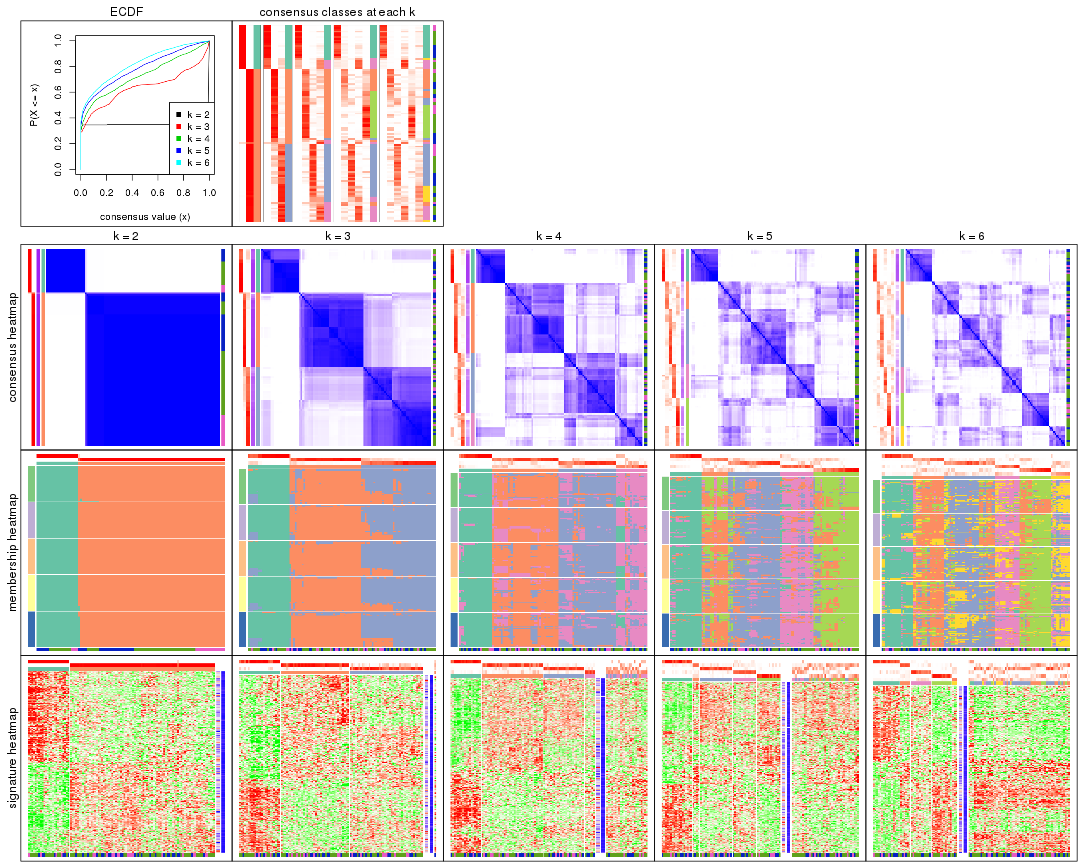 ECDF
consensus classes at each k
P(X <= x)
0.0 0.2 0.4 0.6 0.8 1.0
k = 2
k = 3
k = 4
k = 5
k = 6
0.0 0.2 0.4 0.6 0.8 1.0
consensus value (x)
k = 2
k = 3
k = 4
k = 5
k = 6
consensus heatmap
membership heatmap
signature heatmap